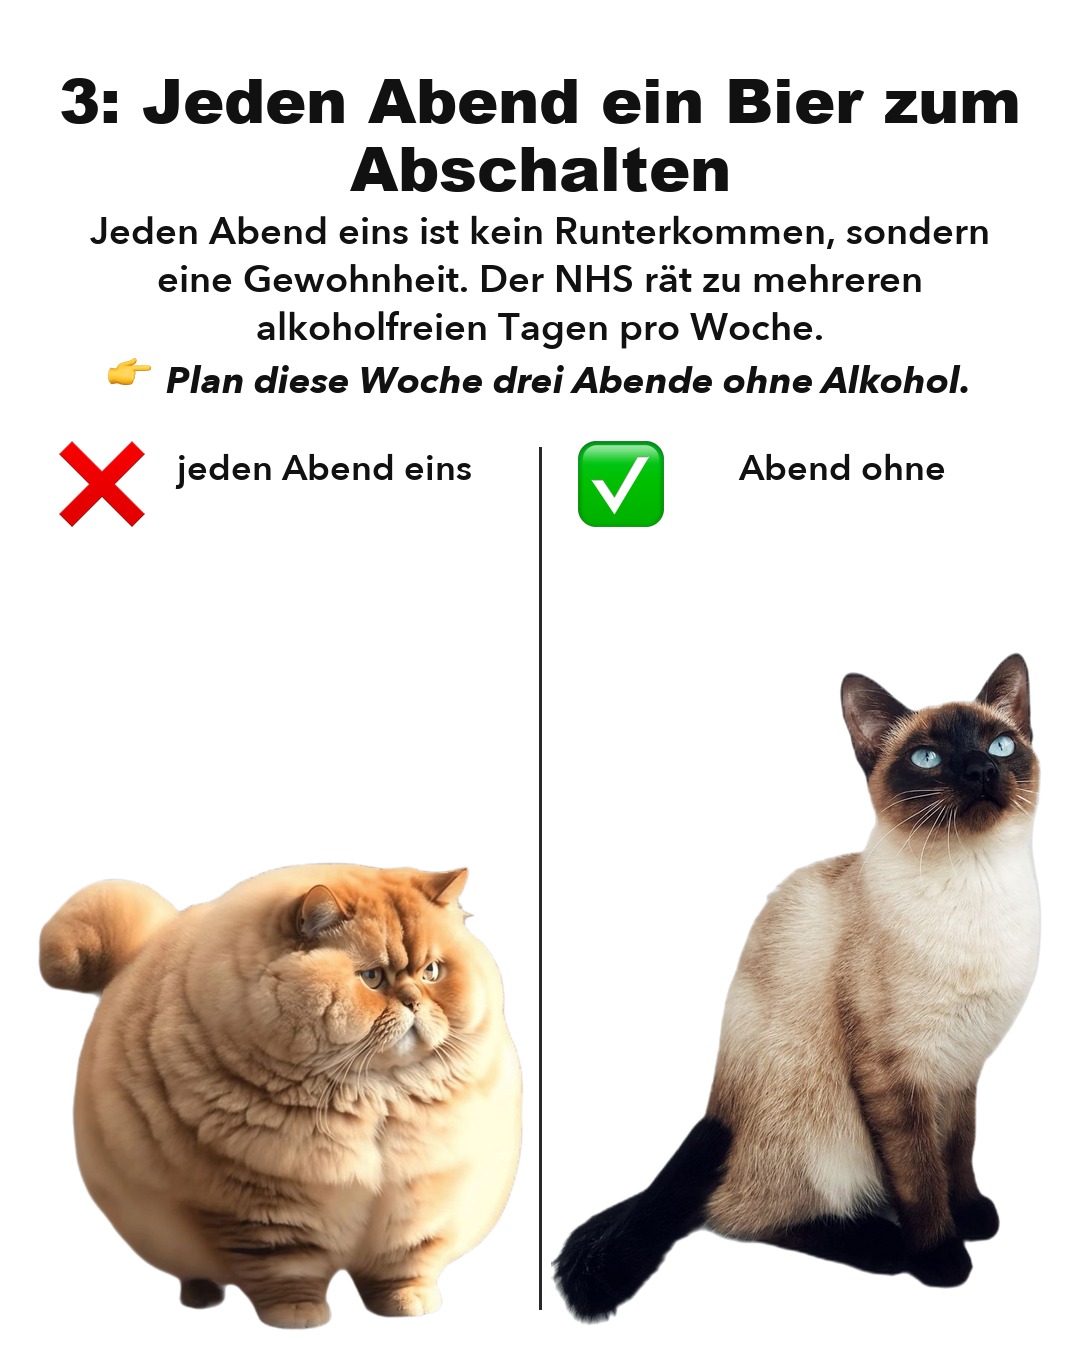 3: Jeden Abend ein Bier zum
Abschalten
Jeden Abend eins ist kein Runterkommen, sondern
eine Gewohnheit. Der NHS rät zu mehreren
alkoholfreien Tagen pro Woche.
👉 Plan diese Woche drei Abende ohne Alkohol.
❌ jeden Abend eins
✅ Abend ohne